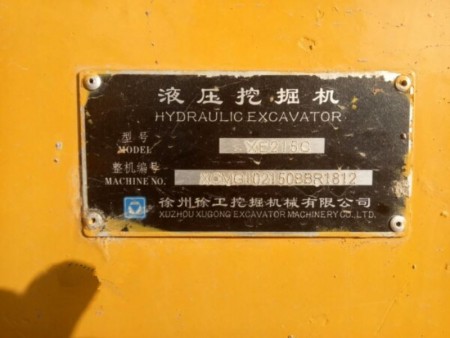 液压挖掘机
HYDRAULIC EXCAVATOR
型号
MODEL XE215C
整机编号
MACHINE NO.
徐州徐工挖掘机械有限公司
XUZHOU XUGONG EXCAVATOR MACHINERY CO., LTD.